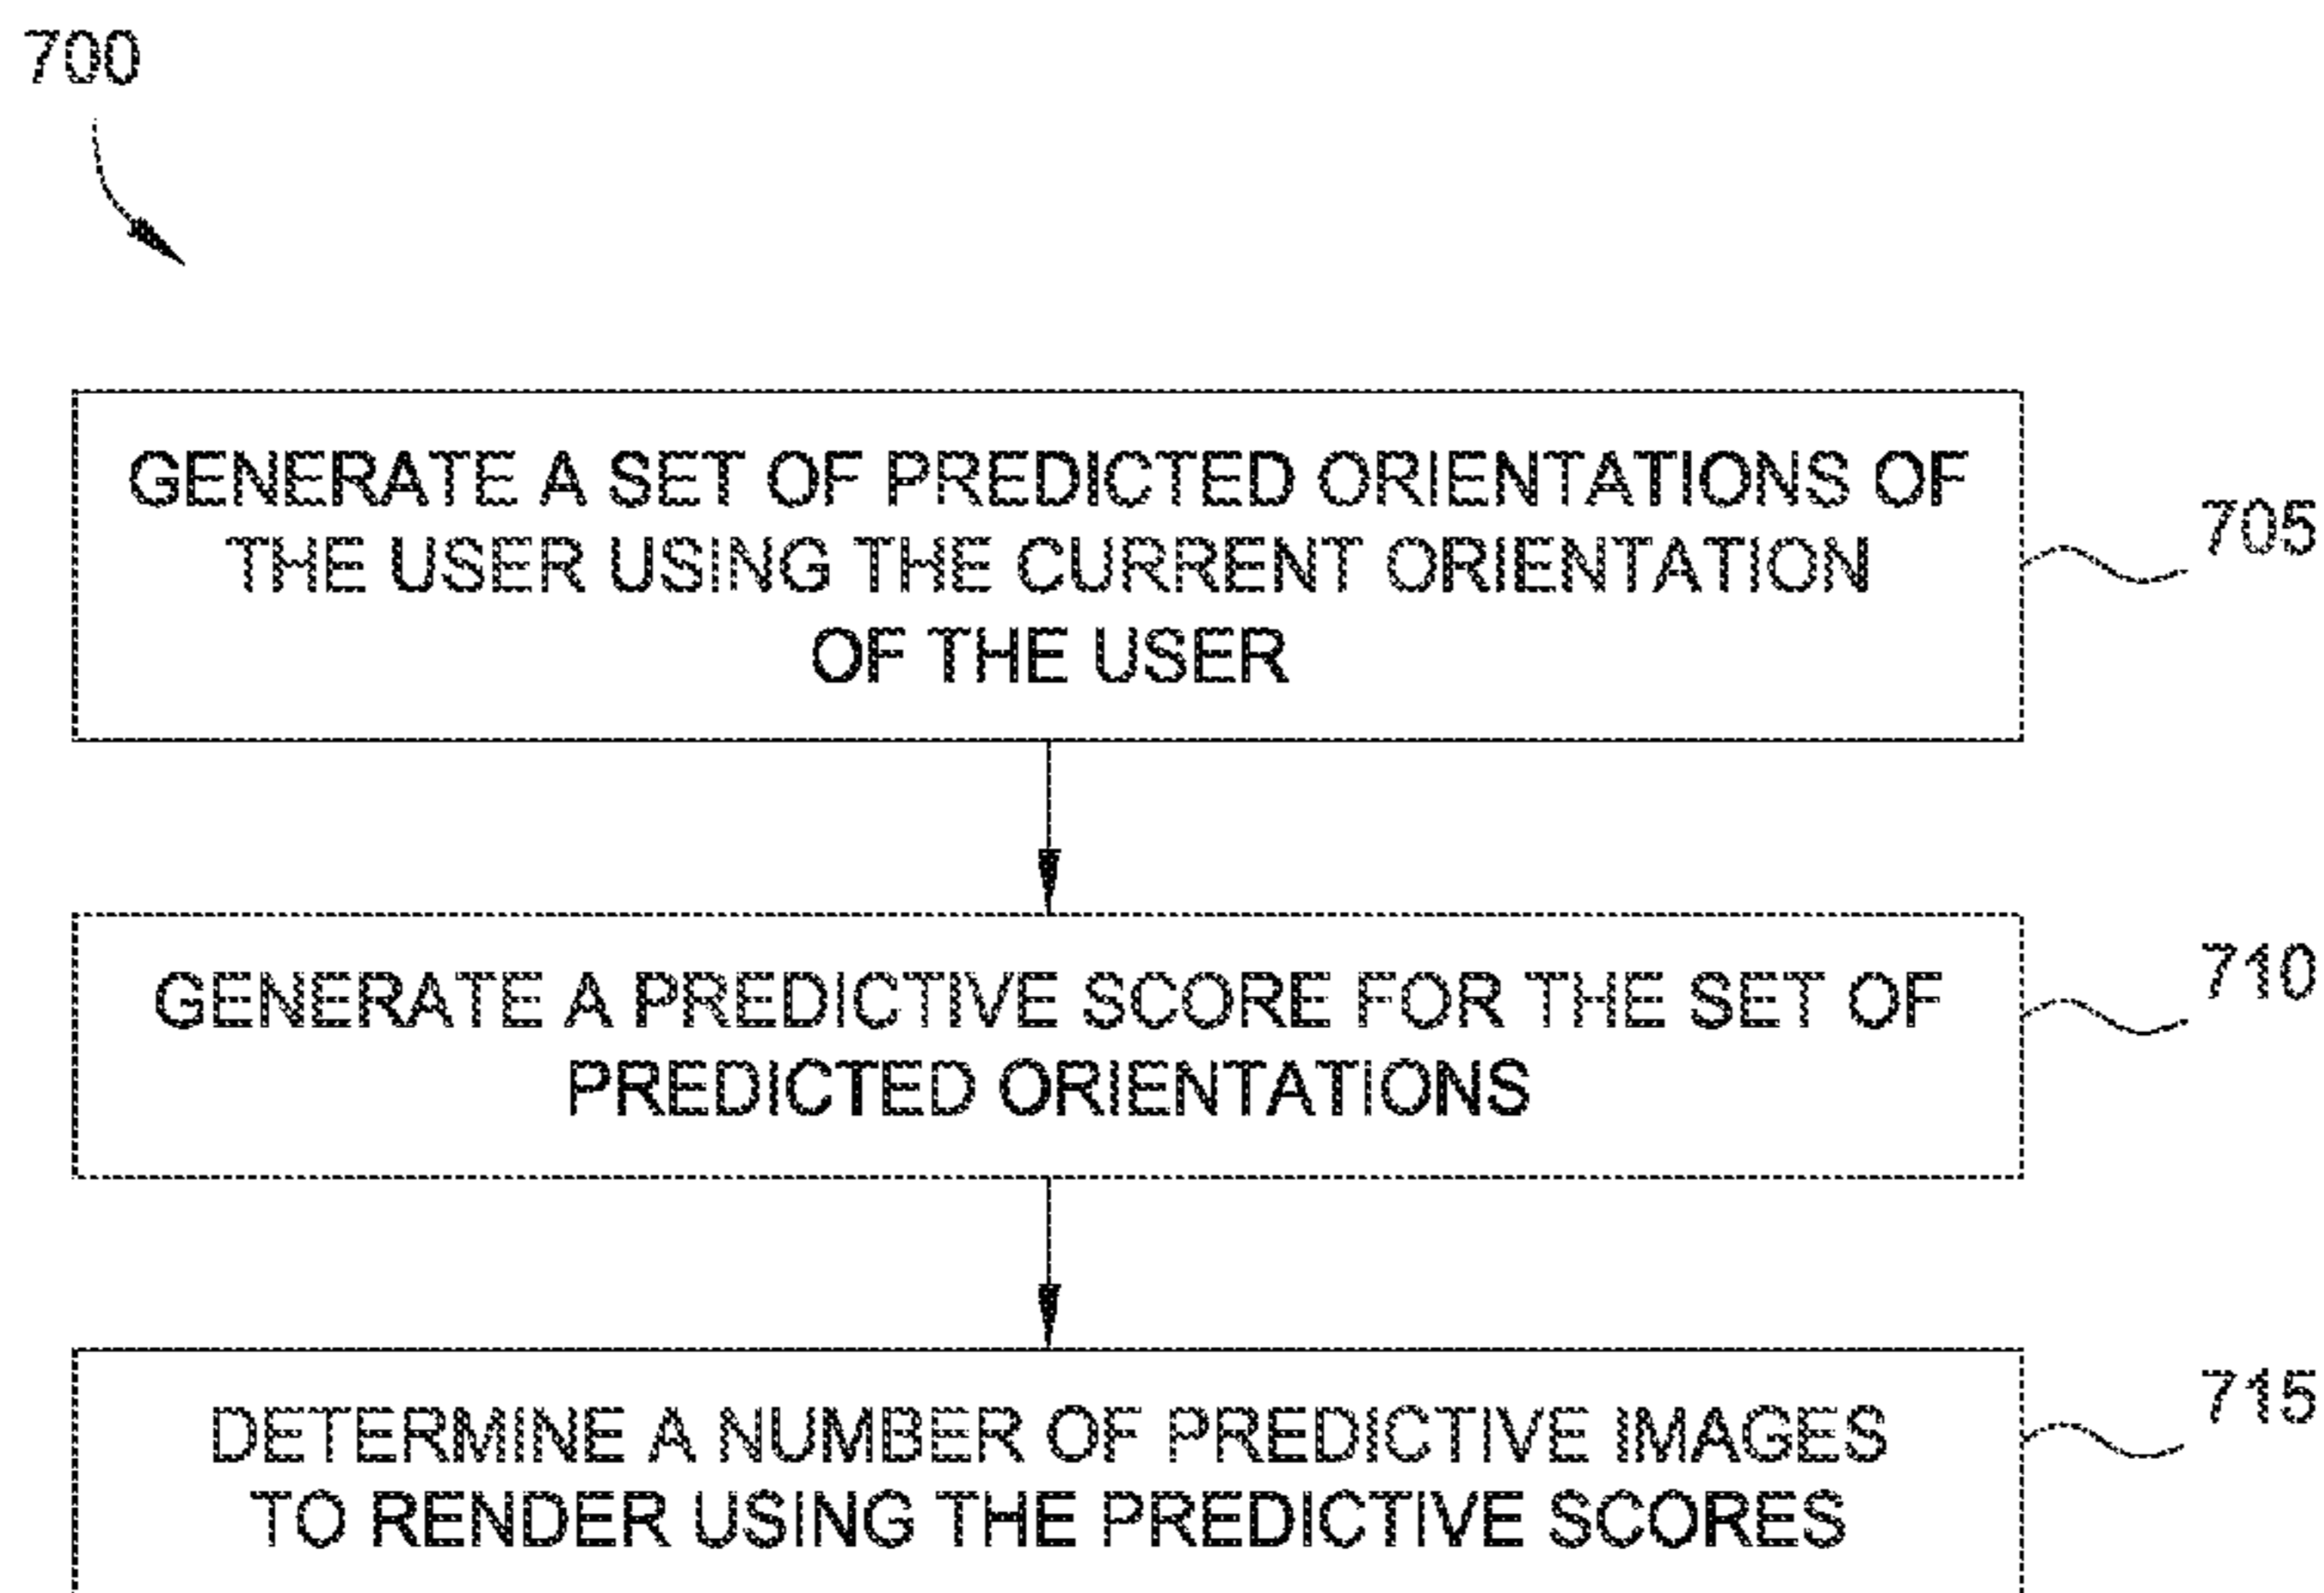 700
GENERATE A SET OF PREDICTED ORIENTATIONS OF
THE USER USING THE CURRENT ORIENTATION
OF THE USER
705
GENERATE A PREDICTIVE SCORE FOR THE SET OF
PREDICTED ORIENTATIONS
710
DETERMINE A NUMBER OF PREDICTIVE IMAGES
TO RENDER USING THE PREDICTIVE SCORES
715